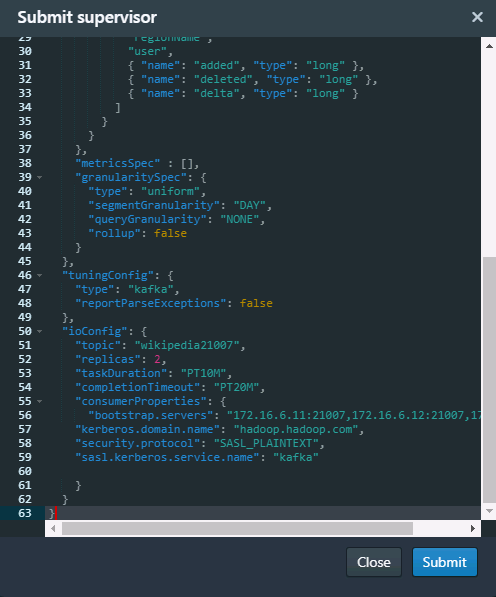 Submit supervisor
29 "regionName",
30 "user",
31 { "name": "added", "type": "long" },
32 { "name": "deleted", "type": "long" },
33 { "name": "delta", "type": "long" }
34 ]
35 }
36 }
37 },
38 "metricsSpec" : [],
39 "granularitySpec": {
40 "type": "uniform",
41 "segmentGranularity": "DAY",
42 "queryGranularity": "NONE",
43 "rollup": false
44 }
45 },
46 "tuningConfig": {
47 "type": "kafka",
48 "reportParseExceptions": false
49 },
50 "ioConfig": {
51 "topic": "wikipedia21007",
52 "replicas": 2,
53 "taskDuration": "PT10M",
54 "completionTimeout": "PT20M",
55 "consumerProperties": {
56 "bootstrap.servers": "172.16.6.11:21007,172.16.6.12:21007,17
57 "kerberos.domain.name": "hadoop.hadoop.com",
58 "security.protocol": "SASL_PLAINTEXT",
59 "sasl.kerberos.service.name": "kafka"
60
61 }
62 }
63 }
Close
Submit